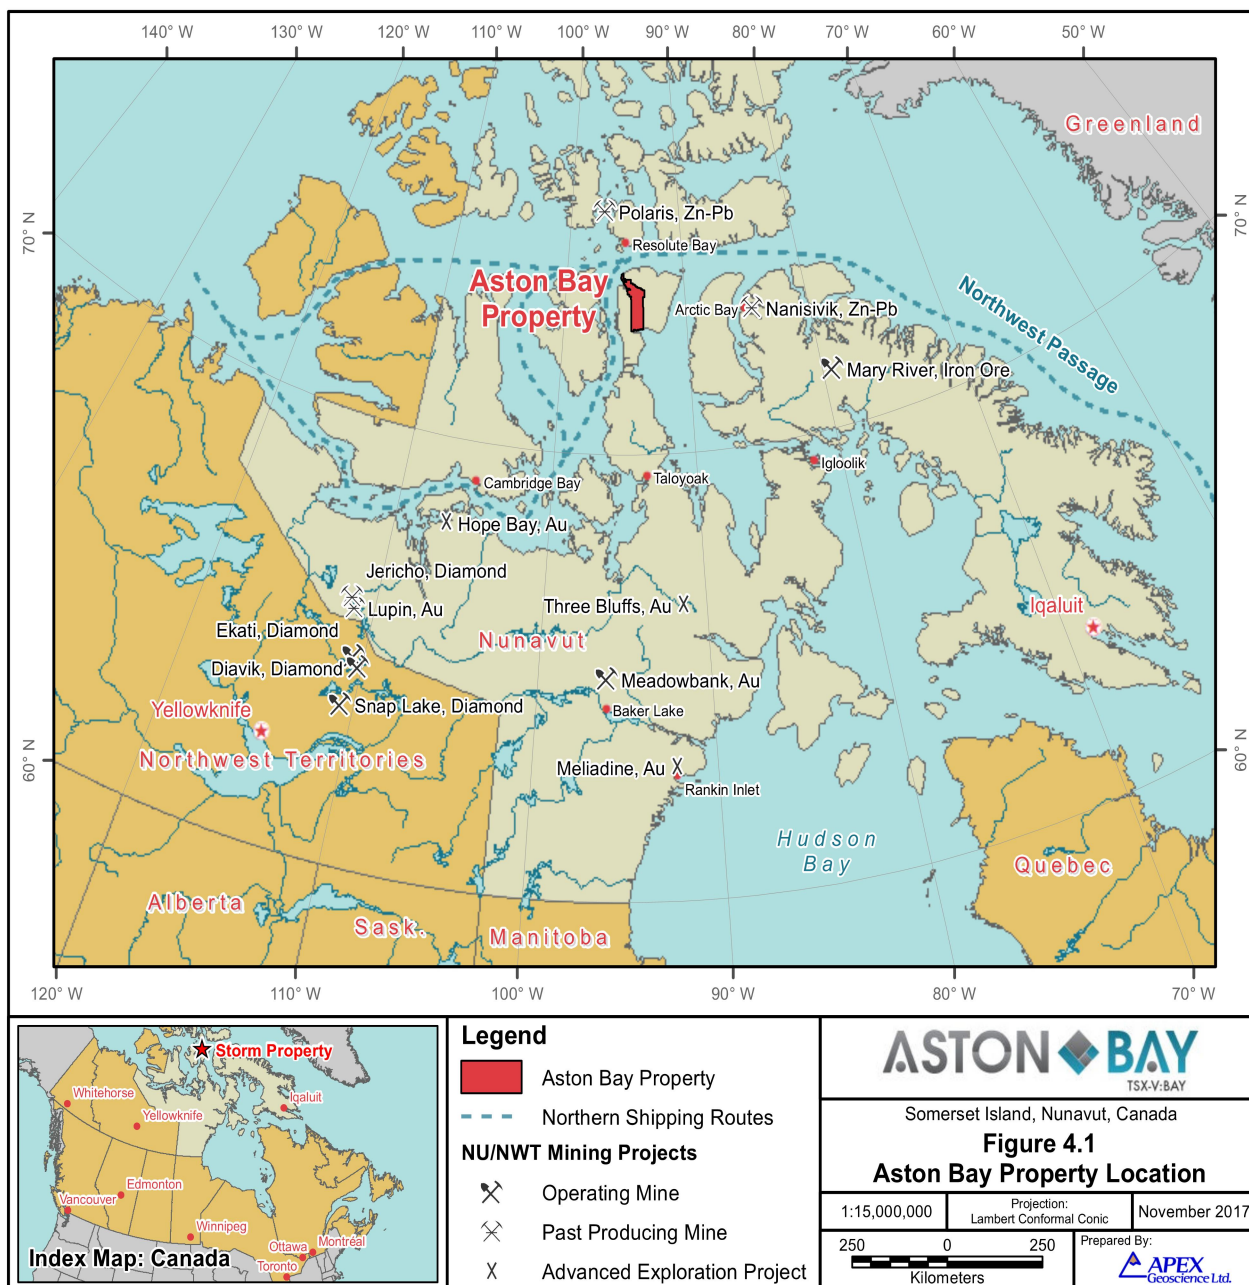 140° W 130° W 120° W 110° W 100° W 90° W 80° W 70° W 60° W 50° W
Greenland
70° N
70° N
Polaris, Zn-Pb
Resolute Bay
Aston Bay
Property
Arctic Bay
Nanisivik, Zn-Pb
Northwest Passage
Mary River, Iron Ore
Igloolik
Cambridge Bay
Taloyoak
Hope Bay, Au
Jericho, Diamond
Lupin, Au
Three Bluffs, Au
Iqaluit
Ekati, Diamond
Nunavut
Diavik, Diamond
Meadowbank, Au
Snap Lake, Diamond
Yellowknife
Baker Lake
Northwest Territories
60° N
60° N
Meliadine, Au
Rankin Inlet
Hudson
Bay
Quebec
Alberta
Sask.
Manitoba
120° W 110° W 100° W 90° W 80° W 70° W
Storm Property
Whitehorse
Iqaluit
Yellowknife
Edmonton
Vancouver
Winnipeg
Ottawa
Montréal
Toronto
Index Map: Canada
Legend
Aston Bay Property
Northern Shipping Routes
NU/NWT Mining Projects
Operating Mine
Past Producing Mine
Advanced Exploration Project
ASTON BAY
TSX-V:BAY
Somerset Island, Nunavut, Canada
Figure 4.1
Aston Bay Property Location
1:15,000,000
Projection:
Lambert Conformal Conic
November 2017
250 0 250
Kilometers
Prepared By:
APEX
Geoscience Ltd.